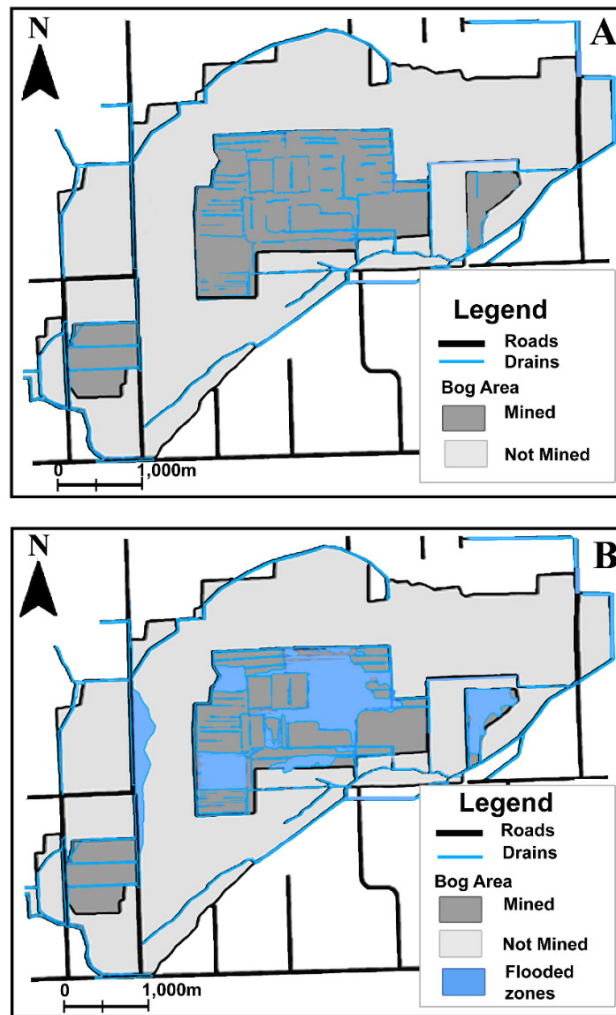 N
A
Legend
Roads
Drains
Bog Area
Mined
Not Mined
0 1,000m
N
B
Legend
Roads
Drains
Bog Area
Mined
Not Mined
Flooded
zones
0 1,000m